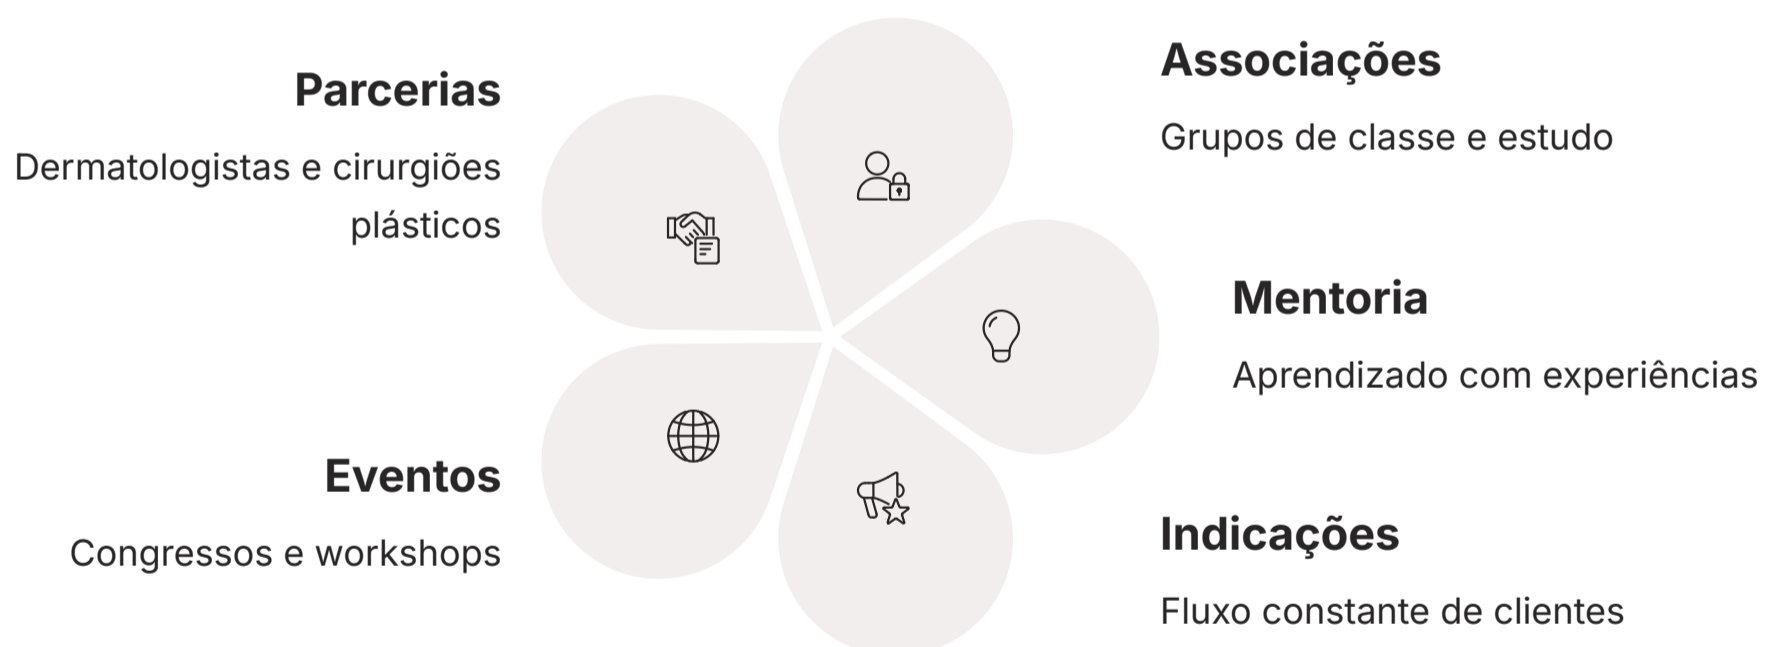 Parcerias
Dermatologistas e cirurgiões
plásticos
Associações
Grupos de classe e estudo
Mentoria
Aprendizado com experiências
Eventos
Congressos e workshops
Indicações
Fluxo constante de clientes